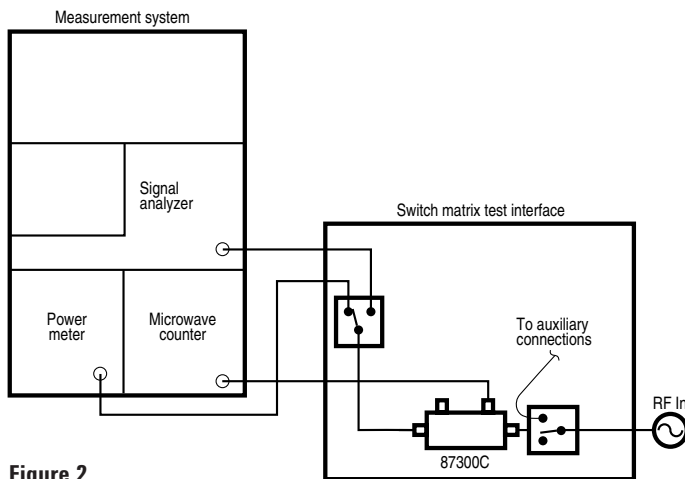 Measurement system
Signal
analyzer
Power
meter
Microwave
counter
Switch matrix test interface
To auxiliary
connections
RF In
87300C
Figure 2